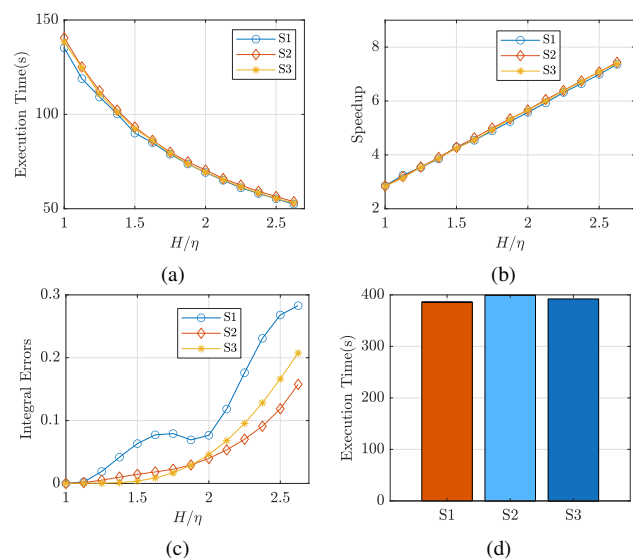 150
100
50
Execution Time(s)
S1
S2
S3
1
1.5
2
2.5
H/η
(a)
8
6
4
2
Speedup
S1
S2
S3
1
1.5
2
2.5
H/η
(b)
0.3
0.2
0.1
0
Integral Errors
S1
S2
S3
1
1.5
2
2.5
H/η
(c)
400
300
200
100
0
Execution Time(s)
S1
S2
S3
(d)